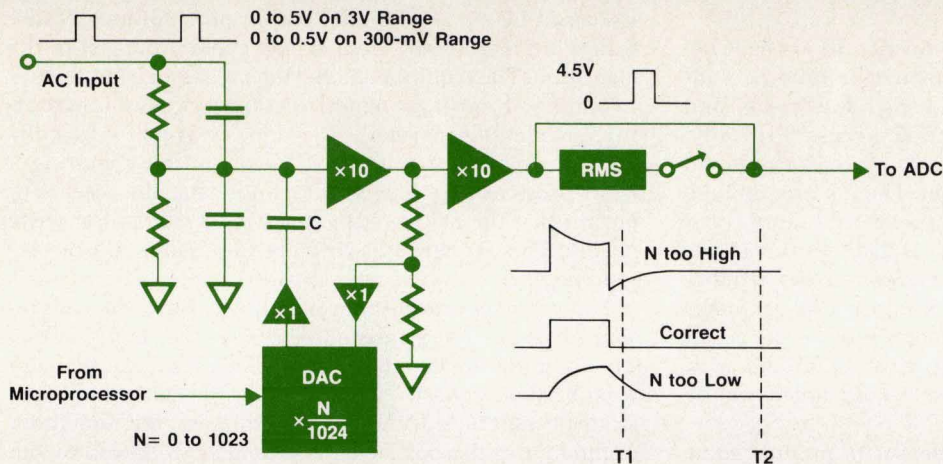 0 to 5V on 3V Range
0 to 0.5V on 300-mV Range
AC Input
4.5V
0
×10
×10
RMS
To ADC
C
×1
×1
N too High
Correct
N too Low
From
Microprocessor
DAC
× N/1024
N= 0 to 1023
T1
T2